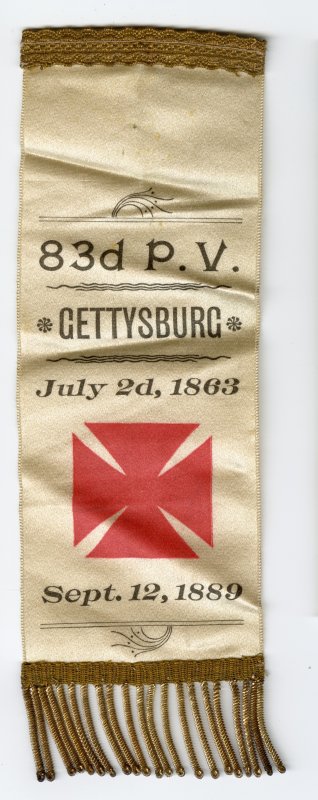 83d P. V.
GETTYSBURG
July 2d, 1863
Sept. 12, 1889